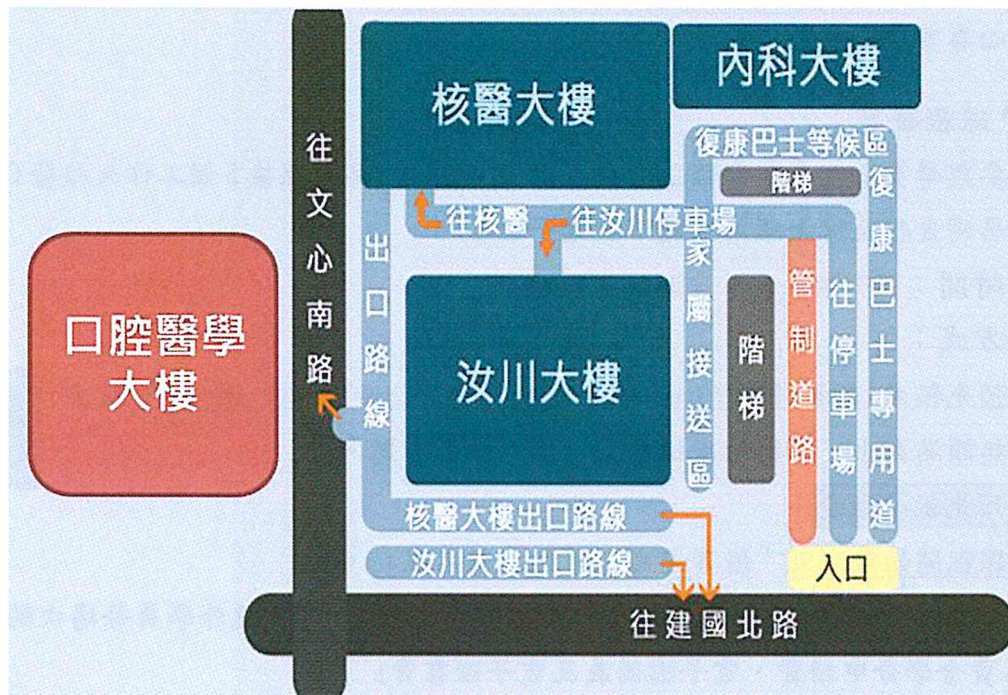 核醫大樓
內科大樓
往文心南路
復康巴士等候區
階梯
復康巴士專用道
往核醫
往汝川停車場
出口路線
家屬接送區
管制道路
往停車場
階梯
口腔醫學
大樓
汝川大樓
核醫大樓出口路線
汝川大樓出口路線
入口
往建國北路